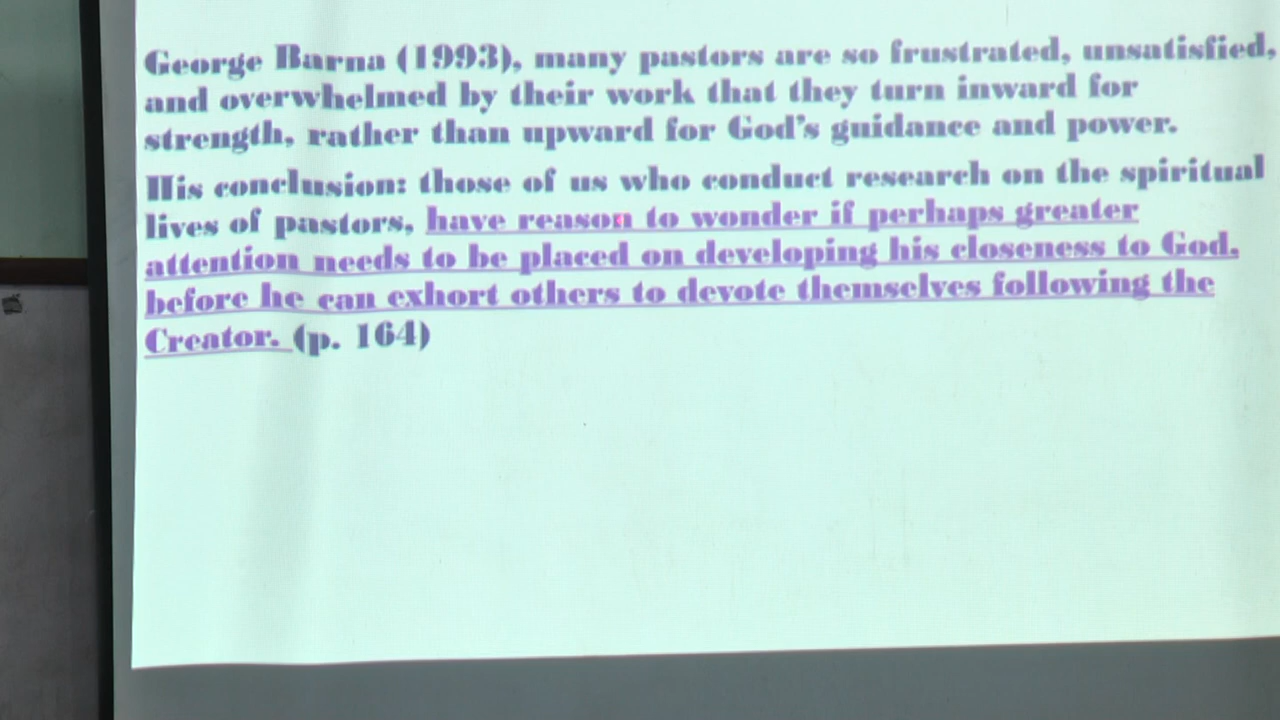 George Barna (1993), many pastors are so frustrated, unsatisfied,
and overwhelmed by their work that they turn inward for
strength, rather than upward for God's guidance and power.
His conclusion: those of us who conduct research on the spiritual
lives of pastors, have reason to wonder if perhaps greater
attention needs to be placed on developing his closeness to God,
before he can exhort others to devote themselves following the
Creator. (p. 164)